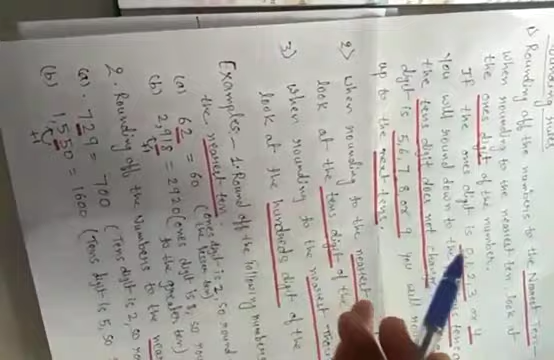 Rounding rules
1) Rounding off the numbers to the Nearest Ten-
when rounding to the nearest ten look at
the ones digit of the number.
If the ones digit is 0, 1, 2, 3 or 4
You will round down to the tens
the tens digit does not change
digit is 5, 6, 7, 8 or 9 you will
up to the next tens.
2) when rounding to the nearest
look at the tens digit of the
3) when rounding to the nearest
look at the hundreds digit of the
Examples - 1. Round off the following numbers
the nearest ten.
(a) 62 = 60 (ones digit is 2, so round
(b) 2,918 = 2920 (ones digit is 8, so
+1 to the greater ten)
2. Rounding off the Numbers to the
(a). 729 = 700 (Tens digit is 2, so
(b) 1,550 = 1600 (Tens digit is 5, so
+1